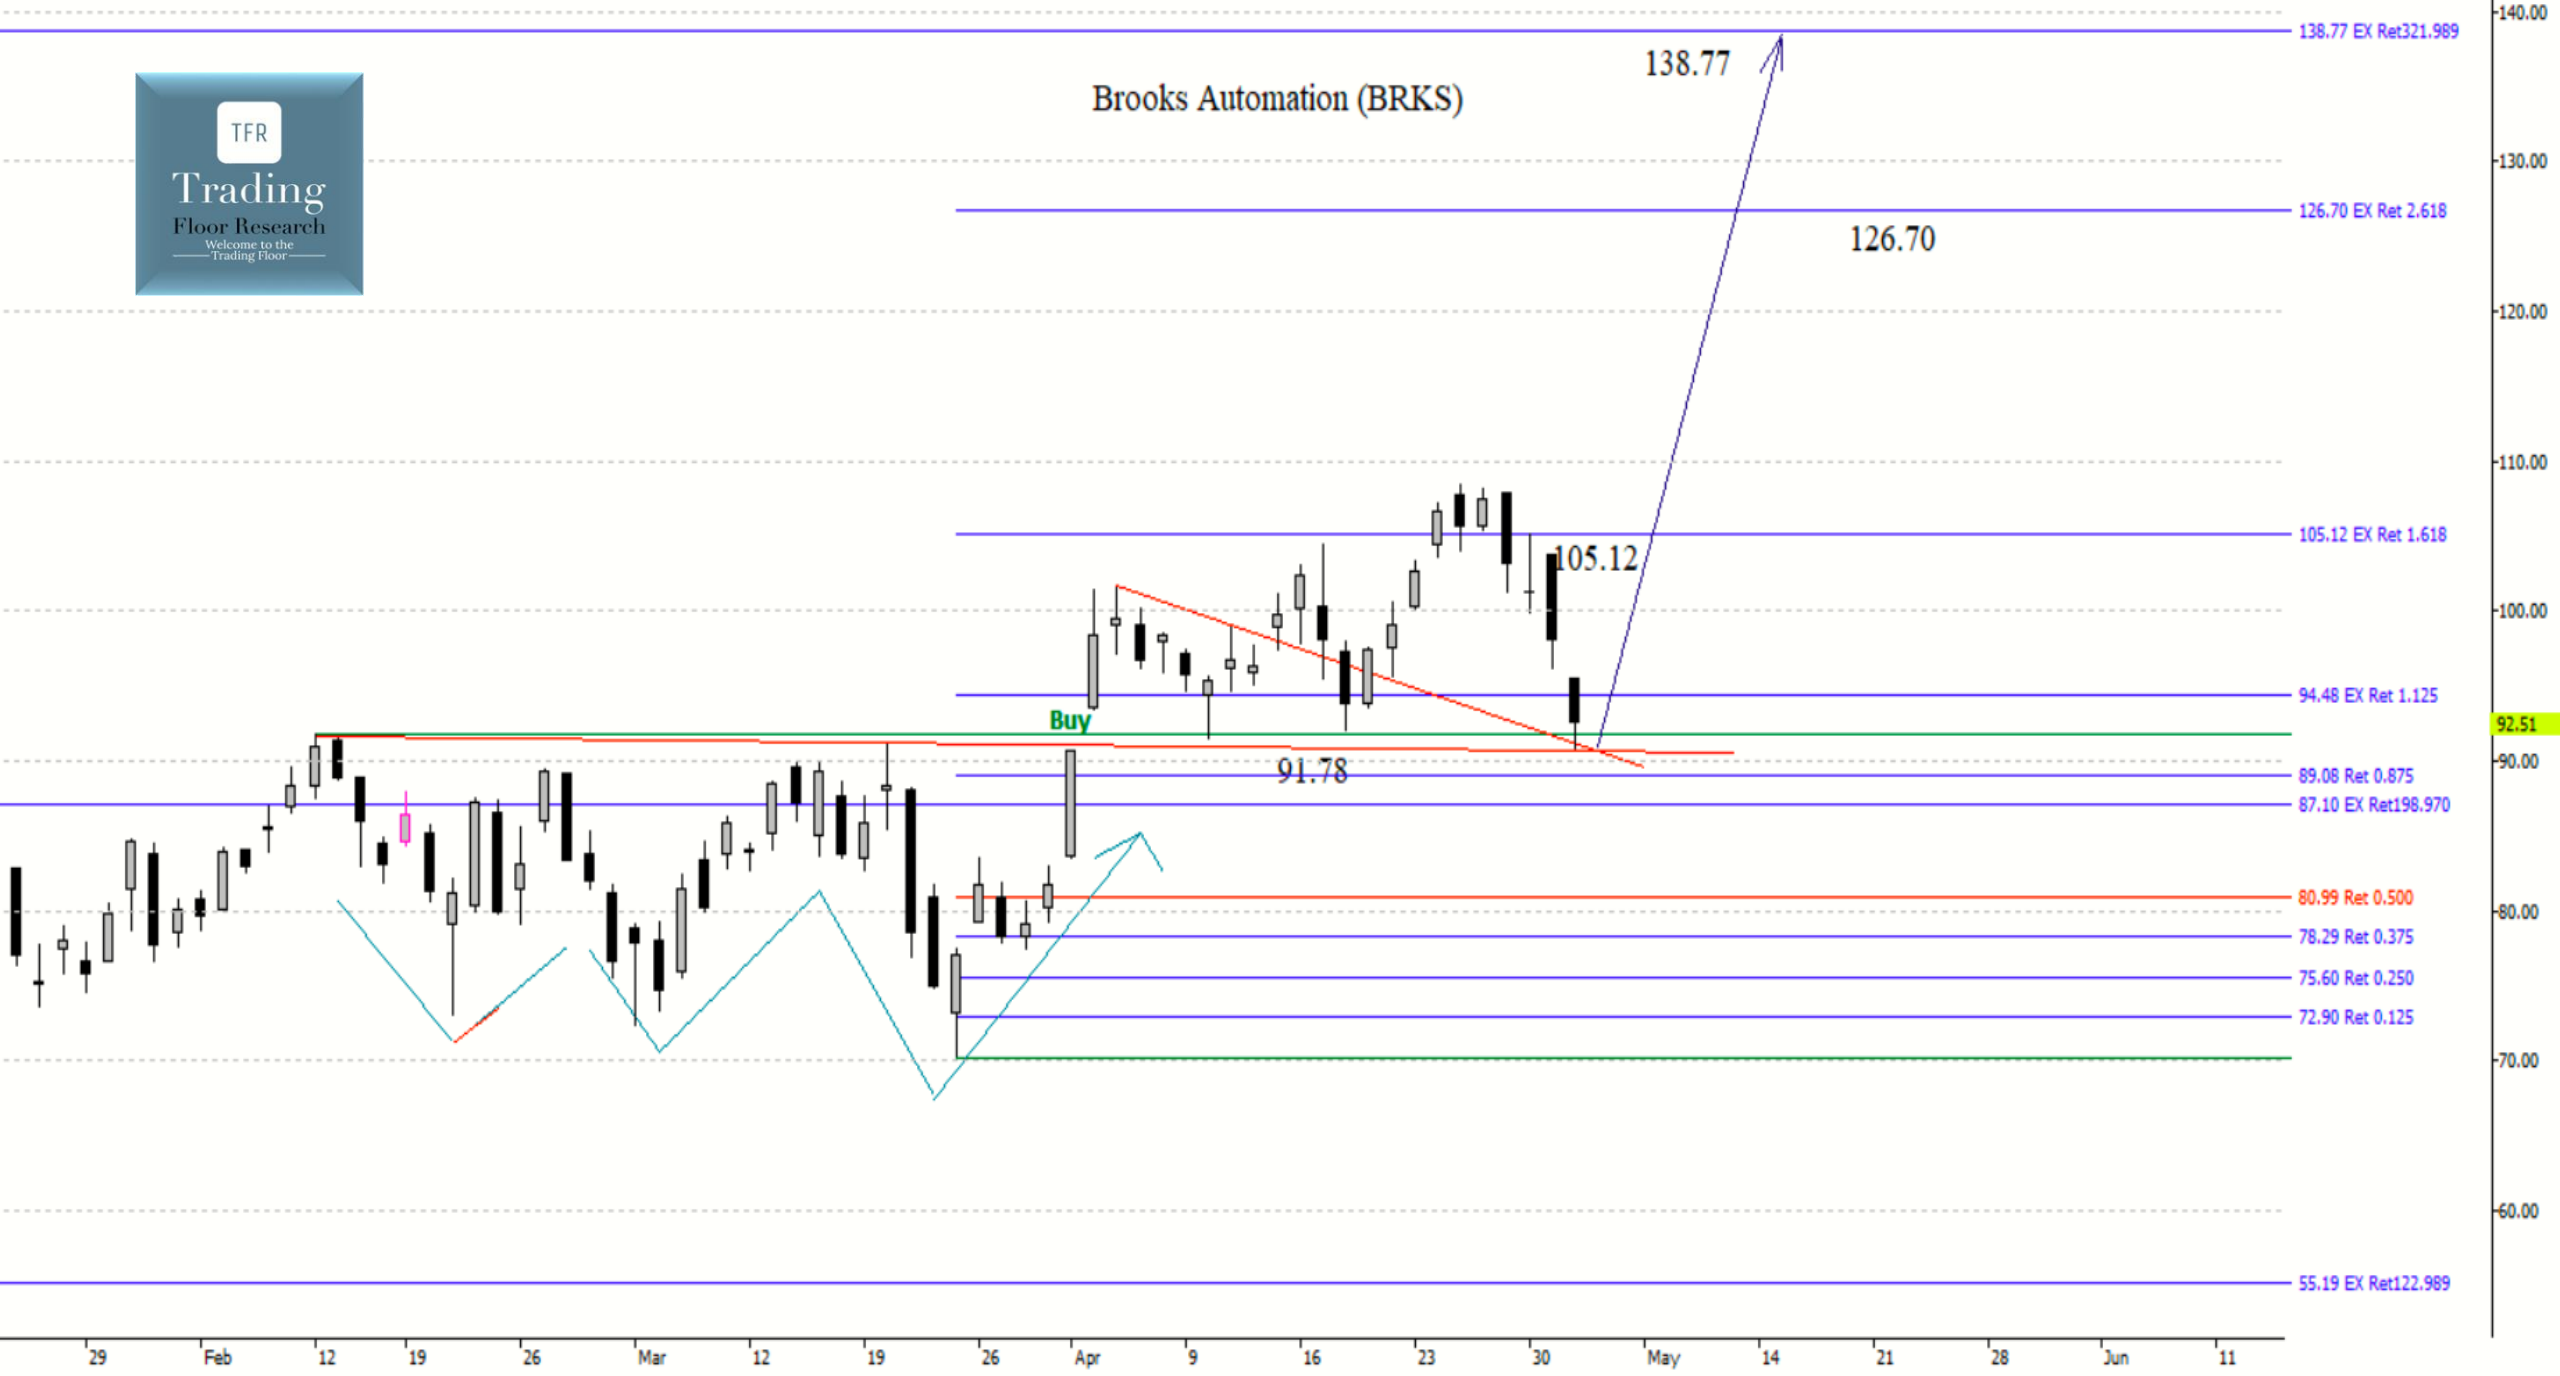 140.00
138.77 EX Ret321.989
138.77
Brooks Automation (BRKS)
TFR
Trading
Floor Research
Welcome to the
Trading Floor
130.00
126.70 EX Ret 2.618
126.70
120.00
110.00
105.12 EX Ret 1.618
105.12
100.00
94.48 EX Ret 1.125
Buy
92.51
91.78
90.00
89.08 Ret 0.875
87.10 EX Ret198.970
80.99 Ret 0.500
80.00
78.29 Ret 0.375
75.60 Ret 0.250
72.90 Ret 0.125
70.00
60.00
55.19 EX Ret122.989
29 Feb 12 19 26 Mar 12 19 26 Apr 9 16 23 30 May 14 21 28 Jun 11